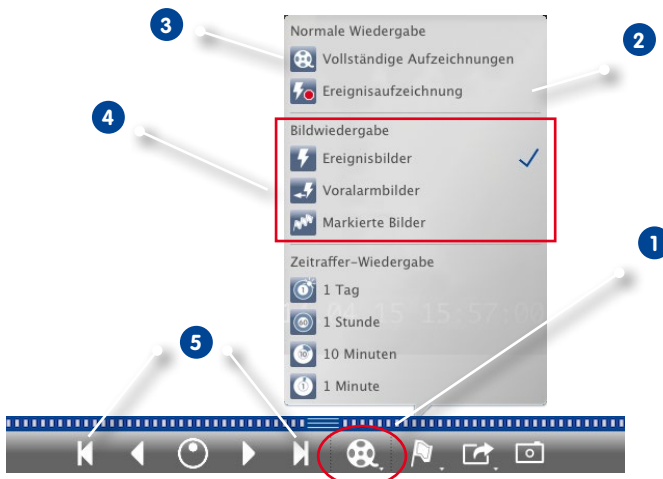 3
Normale Wiedergabe
2
Vollständige Aufzeichnungen
Ereignisaufzeichnung
4
Bildwiedergabe
Ereignisbilder
Voralarmbilder
Markierte Bilder
1
Zeitraffer-Wiedergabe
1 Tag
1 Stunde
10 Minuten
1 Minute
5